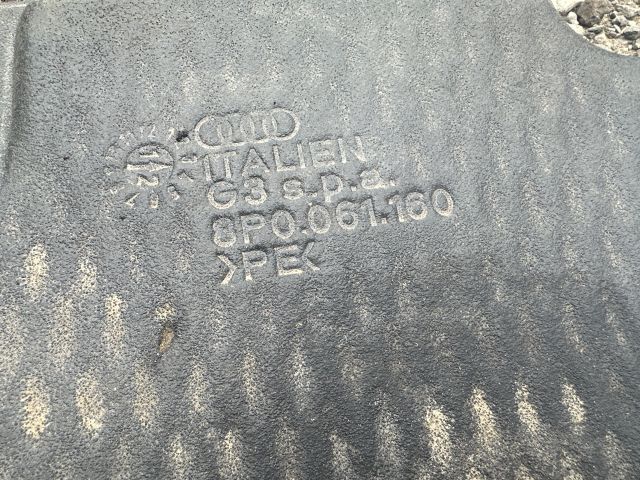 ITALIEN
G3 s.p.a.
8P0.061.160
>PE<